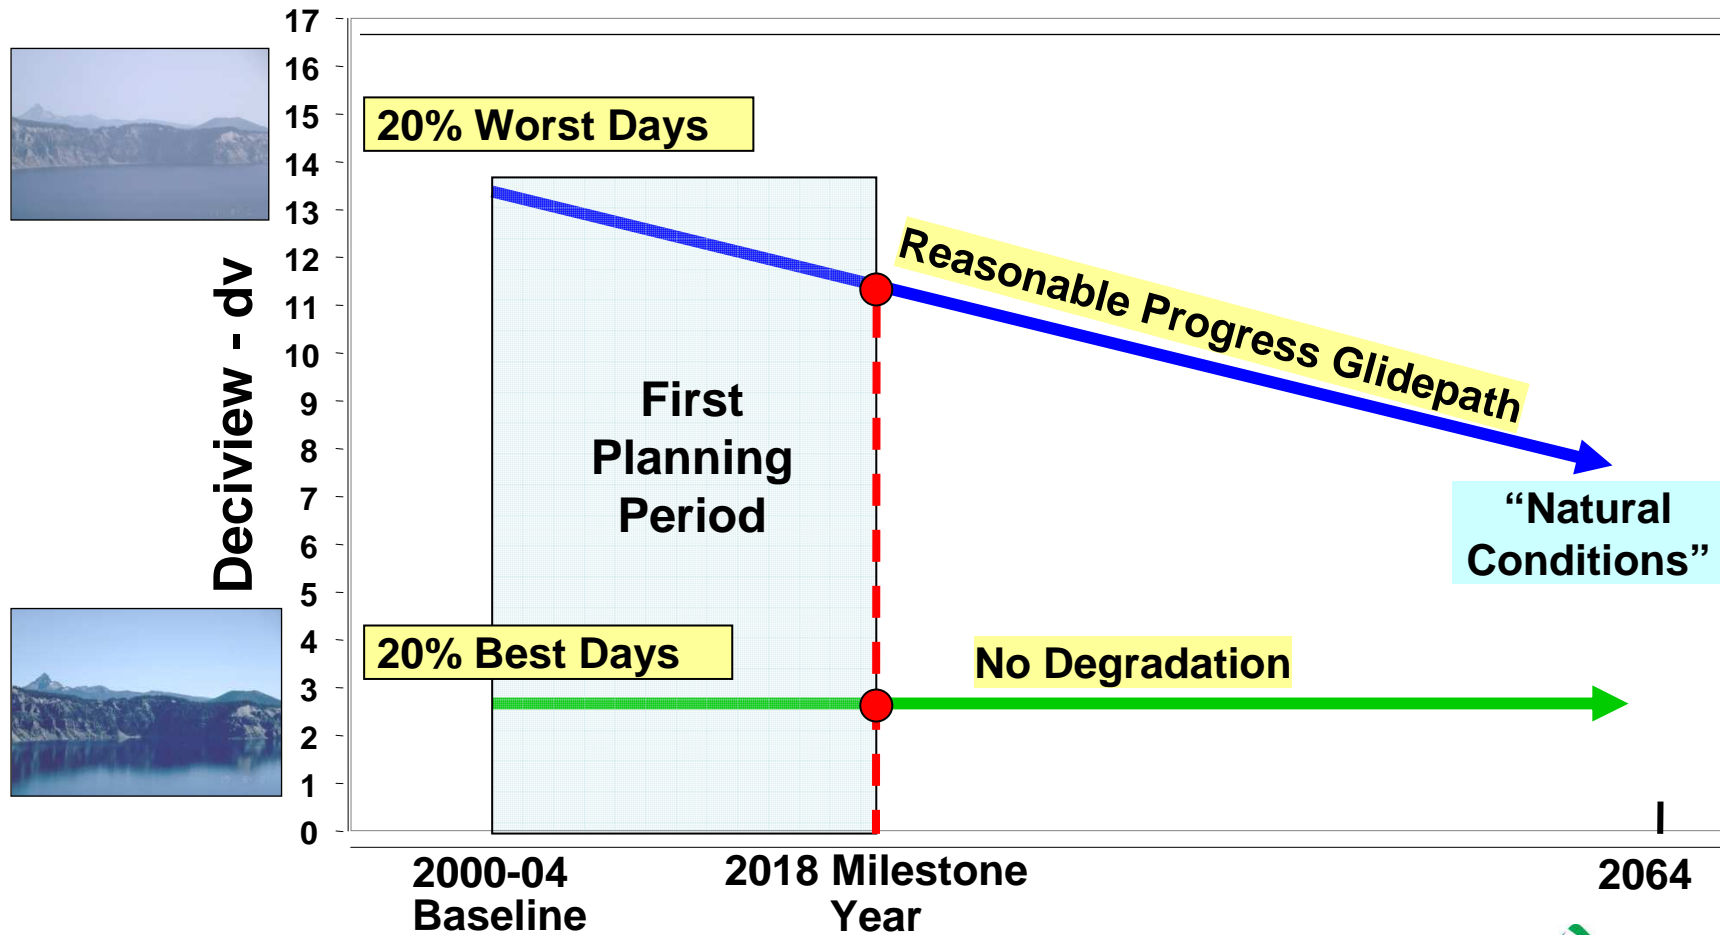 17
16
15
14
13
12
11
10
9
8
7
6
5
4
3
2
1
0
Deciview - dv
20% Worst Days
Reasonable Progress Glidepath
First
Planning
Period
“Natural
Conditions”
20% Best Days
No Degradation
2000-04
Baseline
2018 Milestone
Year
2064